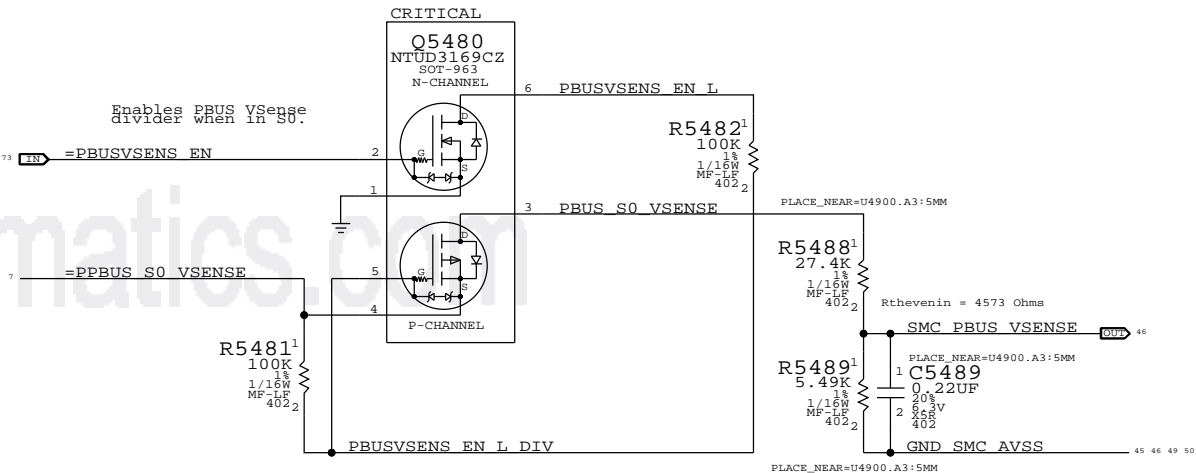 CRITICAL
Q5480
NTUD3169CZ
SOT-963
N-CHANNEL
Enables PBUS VSense
divider when in S0.
73 IN =PBUSVSENS_EN
2
G
D
S
6 PBUSVSENS_EN_L
1
R5482
1
100K
1%
1/16W
MF-LF
402
2
3 PBUS_S0_VSENSE
PLACE_NEAR=U4900.A3:5MM
7 =PPBUS_S0_VSENSE
5
G
D
S
4
P-CHANNEL
R5481
1
100K
1%
1/16W
MF-LF
402
2
PBUSVSENS_EN_L_DIV
R5488
1
27.4K
1%
1/16W
MF-LF
402
2
Rthevenin = 4573 Ohms
SMC_PBUS_VSENSE OUT 46
R5489
1
5.49K
1%
1/16W
MF-LF
402
2
PLACE_NEAR=U4900.A3:5MM
1
C5489
0.22UF
20%
6.3V
X5R
402
2
GND_SMC_AVSS 45 46 49 50
PLACE_NEAR=U4900.A3:5MM
matics.com